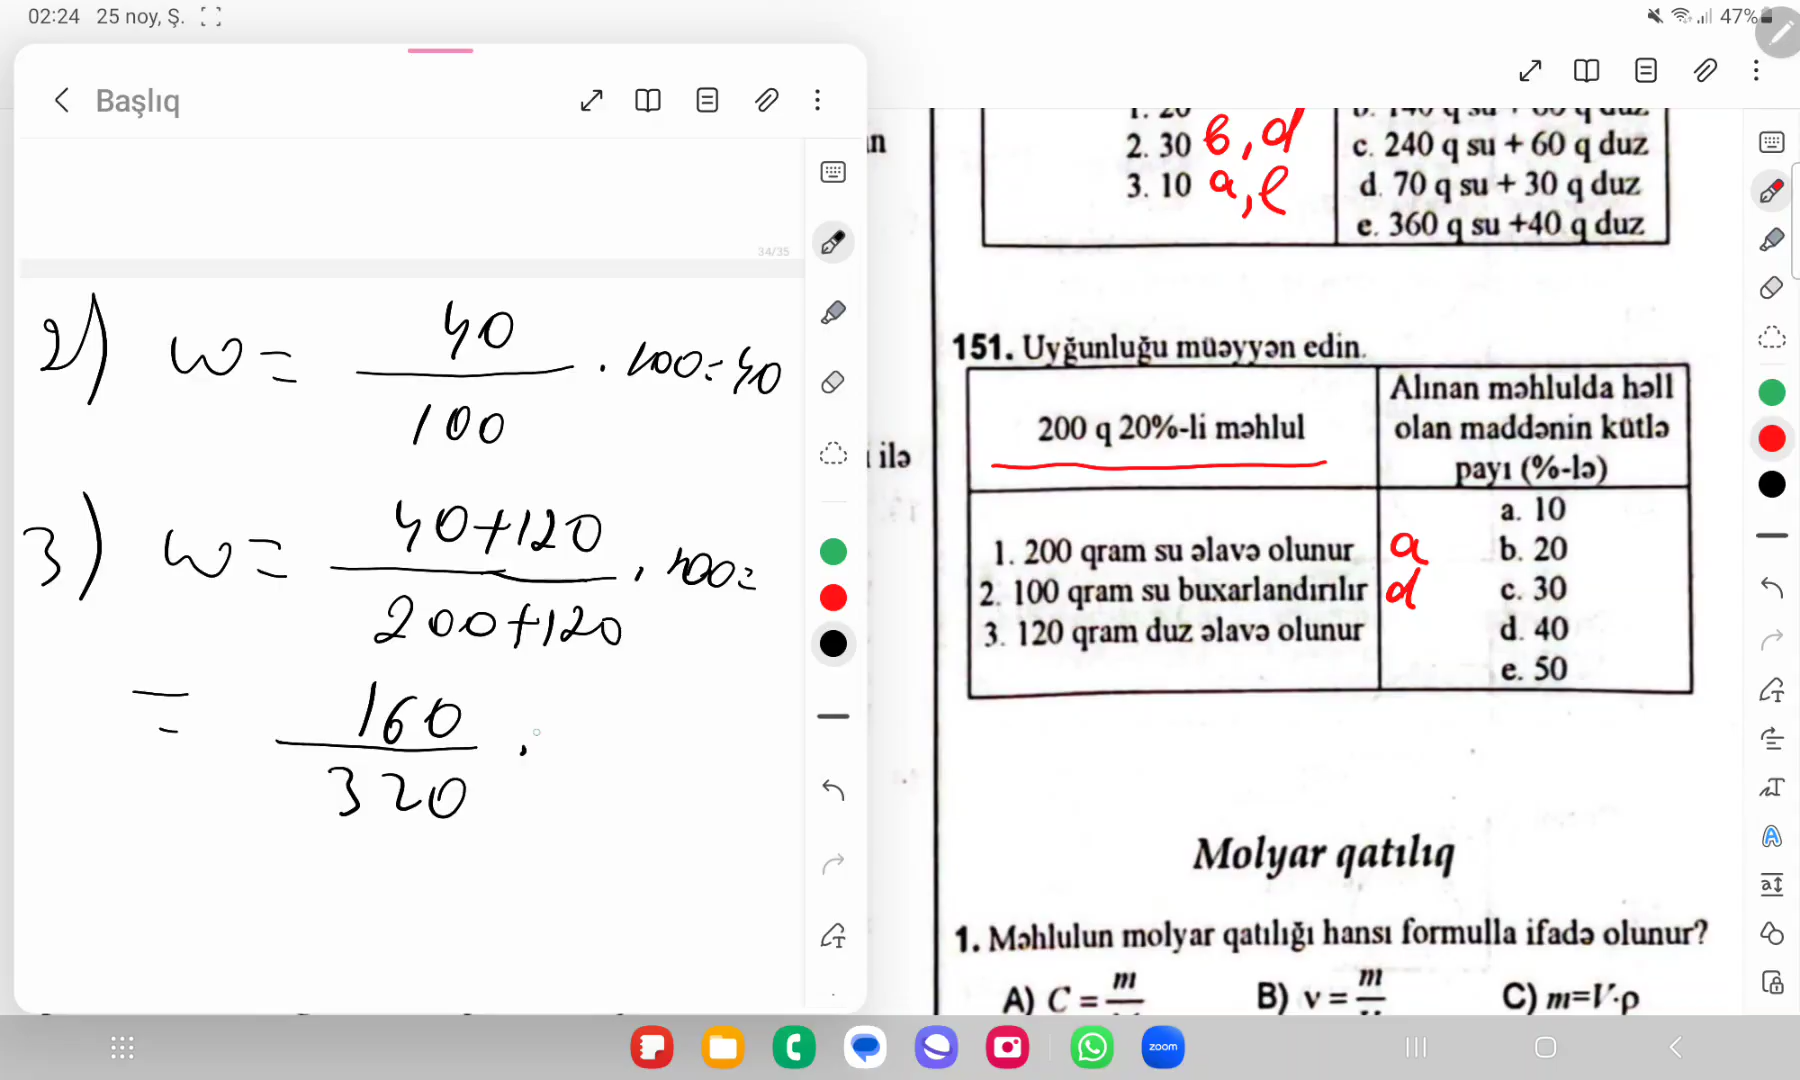 02:24 25 noy, Ş. 47%
Başlıq
34/35
2) w = 40 / 100 · 100 = 40
3) w = 40+120 / 200+120 · 100 =
= 160 / 320 ·
2. 30 b, d
3. 10 a, e
c. 240 q su + 60 q duz
d. 70 q su + 30 q duz
e. 360 q su +40 q duz
ilə
151. Uyğunluğu müəyyən edin.
200 q 20%-li məhlul
Alınan məhlulda həll
olan maddənin kütlə
payı (%-lə)
1. 200 qram su əlavə olunur a
2. 100 qram su buxarlandırılır d
3. 120 qram duz əlavə olunur
a. 10
b. 20
c. 30
d. 40
e. 50
Molyar qatılıq
1. Məhlulun molyar qatılığı hansı formulla ifadə olunur?
A) C = m
B) v = m
C) m=V·ρ
zoom